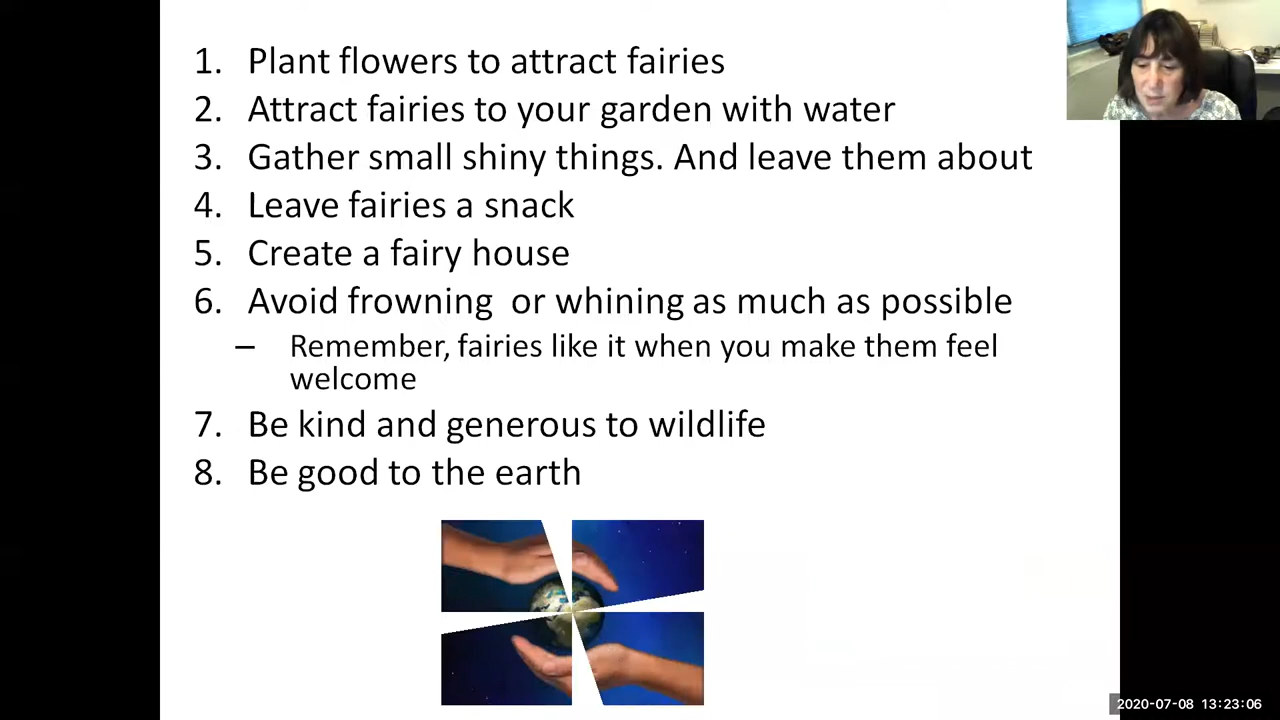 1. Plant flowers to attract fairies
2. Attract fairies to your garden with water
3. Gather small shiny things. And leave them about
4. Leave fairies a snack
5. Create a fairy house
6. Avoid frowning  or whining as much as possible
– Remember, fairies like it when you make them feel
welcome
7. Be kind and generous to wildlife
8. Be good to the earth
2020-07-08 13:23:06